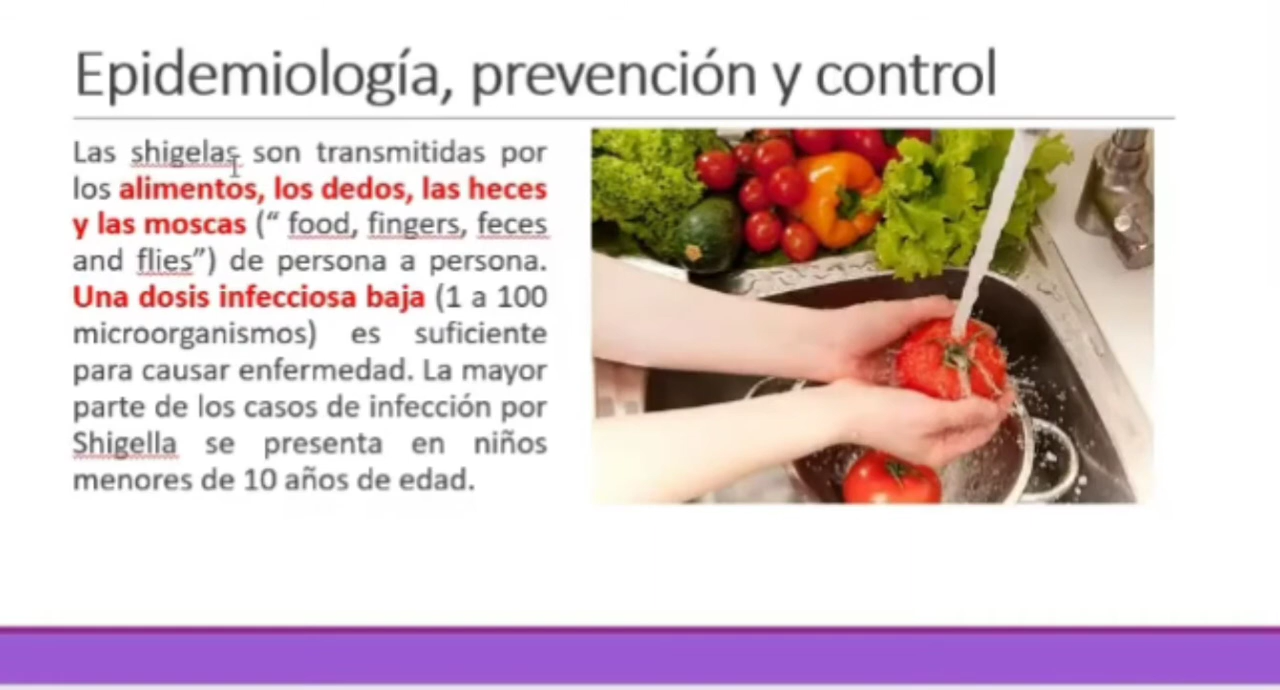 Epidemiología, prevención y control
Las shigelas son transmitidas por
los alimentos, los dedos, las heces
y las moscas (“ food, fingers, feces
and flies”) de persona a persona.
Una dosis infecciosa baja (1 a 100
microorganismos) es suficiente
para causar enfermedad. La mayor
parte de los casos de infección por
Shigella se presenta en niños
menores de 10 años de edad.